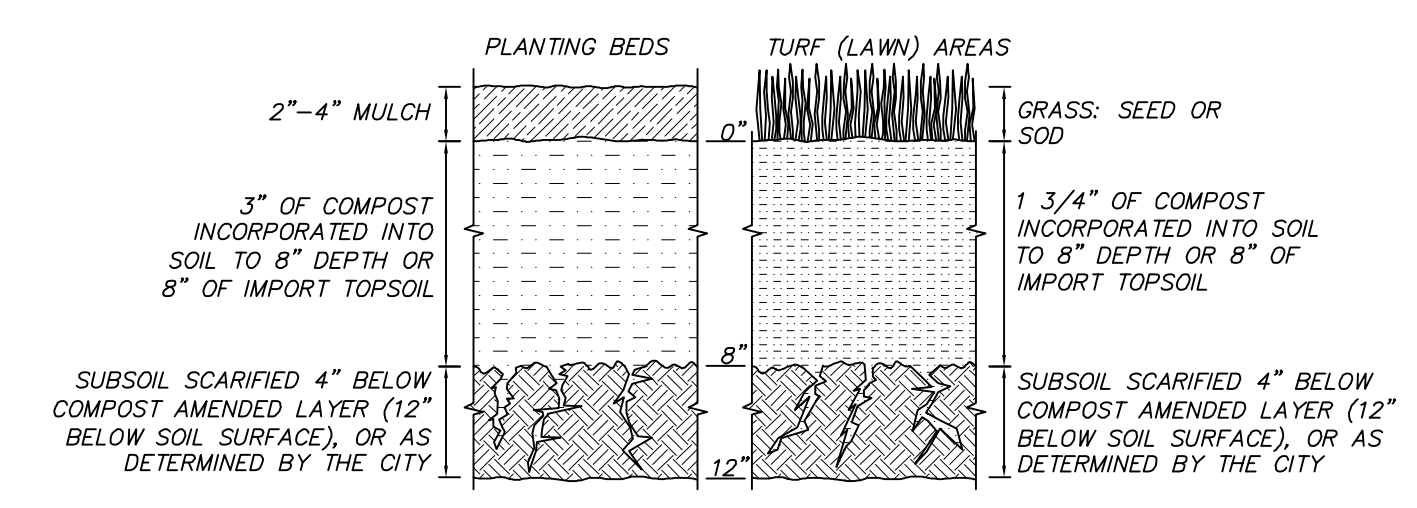 PLANTING BEDS
TURF (LAWN) AREAS
2"-4" MULCH
GRASS: SEED OR
SOD
0"
3" OF COMPOST
INCORPORATED INTO
SOIL TO 8" DEPTH OR
8" OF IMPORT TOPSOIL
1 3/4" OF COMPOST
INCORPORATED INTO SOIL
TO 8" DEPTH OR 8" OF
IMPORT TOPSOIL
8"
SUBSOIL SCARIFIED 4" BELOW
COMPOST AMENDED LAYER (12"
BELOW SOIL SURFACE), OR AS
DETERMINED BY THE CITY
SUBSOIL SCARIFIED 4" BELOW
COMPOST AMENDED LAYER (12"
BELOW SOIL SURFACE), OR AS
DETERMINED BY THE CITY
12"